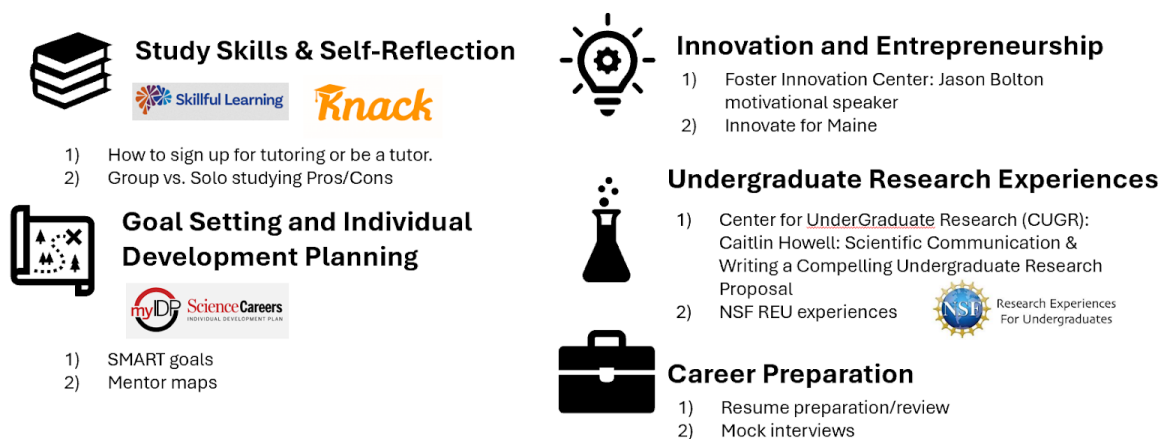 Study Skills & Self-Reflection
Skillful Learning
Knack
1) How to sign up for tutoring or be a tutor.
2) Group vs. Solo studying Pros/Cons
Goal Setting and Individual
Development Planning
myIDP ScienceCareers
INDIVIDUAL DEVELOPMENT PLAN
1) SMART goals
2) Mentor maps
Innovation and Entrepreneurship
1) Foster Innovation Center: Jason Bolton
motivational speaker
2) Innovate for Maine
Undergraduate Research Experiences
1) Center for UnderGraduate Research (CUGR):
Caitlin Howell: Scientific Communication &
Writing a Compelling Undergraduate Research
Proposal
2) NSF REU experiences
NSF
Research Experiences
For Undergraduates
Career Preparation
1) Resume preparation/review
2) Mock interviews